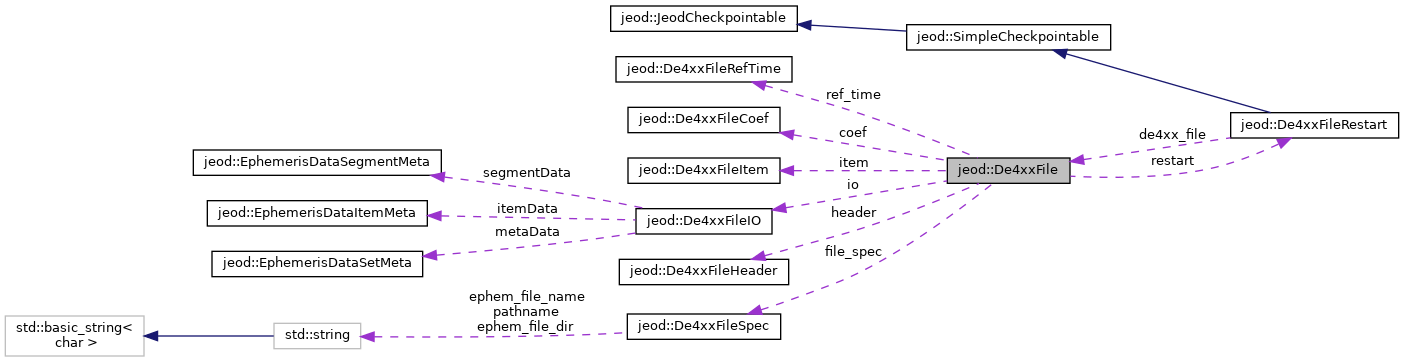 jeod::JeodCheckpointable
jeod::SimpleCheckpointable
jeod::De4xxFileRefTime
ref_time
jeod::De4xxFileCoef
coef
jeod::De4xxFileRestart
de4xx_file
restart
jeod::EphemerisDataSegmentMeta
segmentData
jeod::De4xxFileItem
item
jeod::De4xxFile
io
jeod::EphemerisDataItemMeta
itemData
jeod::De4xxFileIO
header
metaData
jeod::EphemerisDataSetMeta
jeod::De4xxFileHeader
file_spec
ephem_file_name
pathname
ephem_file_dir
jeod::De4xxFileSpec
std::basic_string<
char >
std::string